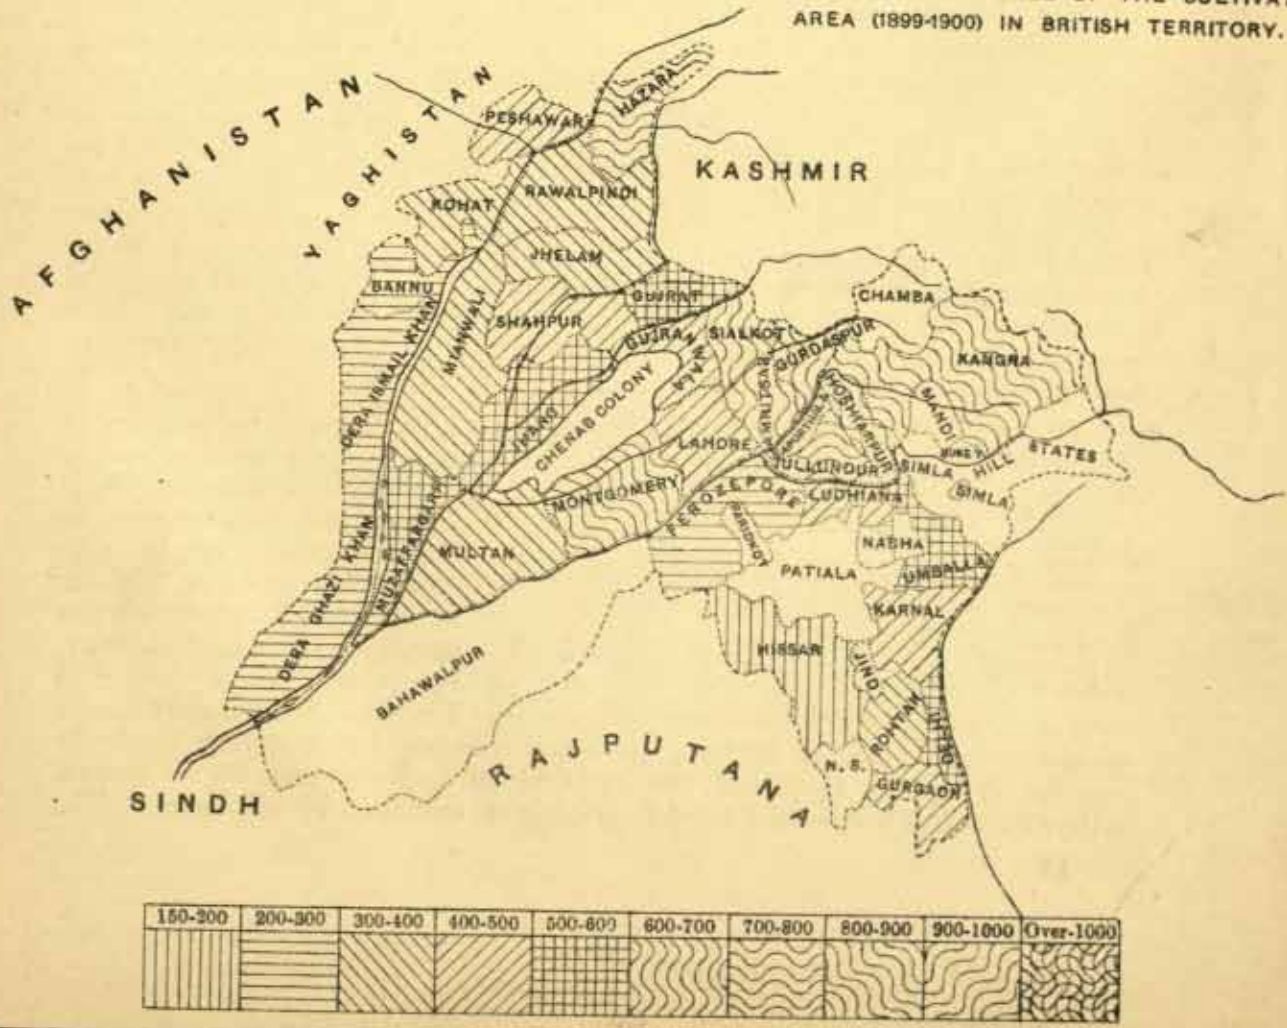 AREA (1899-1900) IN BRITISH TERRITORY.
AFGHANISTAN
YAGHISTAN
HAZARA
PESHAWAR
KASHMIR
RAWALPINDI
KOHAT
JHELAM
BANNU
GUJRAT
CHAMBA
MIANWALI
SHAHPUR
GUJRANWALA
SIALKOT
GURDASPUR
KANGRA
DERA ISMAIL KHAN
JHANG
CHENAB COLONY
AMRITSAR
KAPURTHALA
HOSHIARPUR
MANDI
LAHORE
JULLUNDUR
SIMLA HILL STATES
SIMLA
MONTGOMERY
FEROZEPORE
LUDHIANA
MUZAFFARGARH
FARIDKOT
NABHA
MULTAN
PATIALA
UMBALLA
DERA GHAZI KHAN
KARNAL
HISSAR
JIND
BAHAWALPUR
ROHTAK
DELHI
RAJPUTANA
N. S.
GURGAON
SINDH
150-200 200-300 300-400 400-500 500-600 600-700 700-800 800-900 900-1000 Over-1000